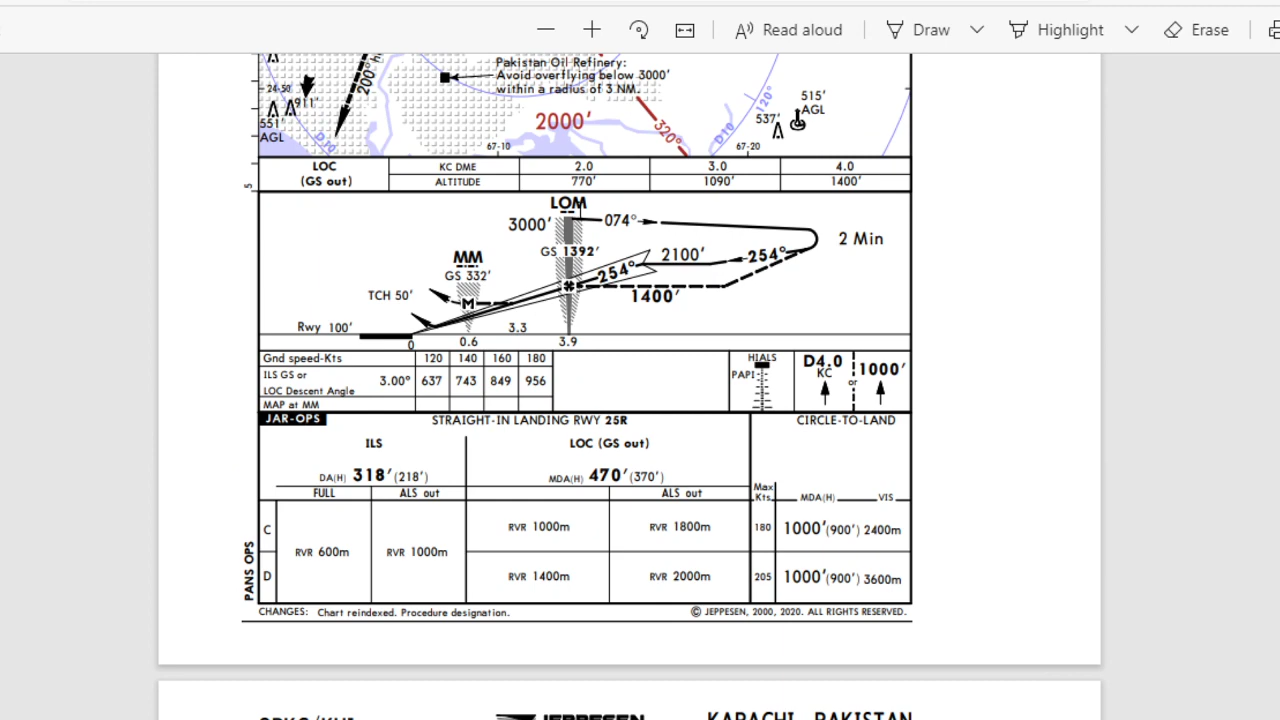 Read aloud
Draw
Highlight
Erase
200° h
Pakistan Oil Refinery:
Avoid overflying below 3000'
within a radius of 3 NM.
24-50
911'
551'
AGL
2000'
320°
120°
D10
515'
AGL
537'
67-10
67-20
5
LOC
(GS out)
KC DME 2.0 3.0 4.0
ALTITUDE 770' 1090' 1400'
LOM
3000'
074°
2 Min
GS 1392'
2100'
254°
254°
MM
GS 332'
1400'
TCH 50'
M
Rwy 100'
3.3
0 0.6 3.9
Gnd speed-Kts 120 140 160 180
ILS GS or
LOC Descent Angle 3.00° 637 743 849 956
MAP at MM
HIALS
PAPI
D4.0
KC
or
1000'
JAR-OPS STRAIGHT-IN LANDING RWY 25R CIRCLE-TO-LAND
ILS LOC (GS out)
DA(H) 318'(218') MDA(H) 470'(370')
FULL ALS out ALS out
Max
Kts. MDA(H) VIS
C RVR 1000m RVR 1800m 180 1000'(900') 2400m
RVR 600m RVR 1000m
D RVR 1400m RVR 2000m 205 1000'(900') 3600m
PANS OPS
CHANGES: Chart reindexed. Procedure designation. © JEPPESEN, 2000, 2020. ALL RIGHTS RESERVED.
JEPPESEN KARACHI, PAKISTAN